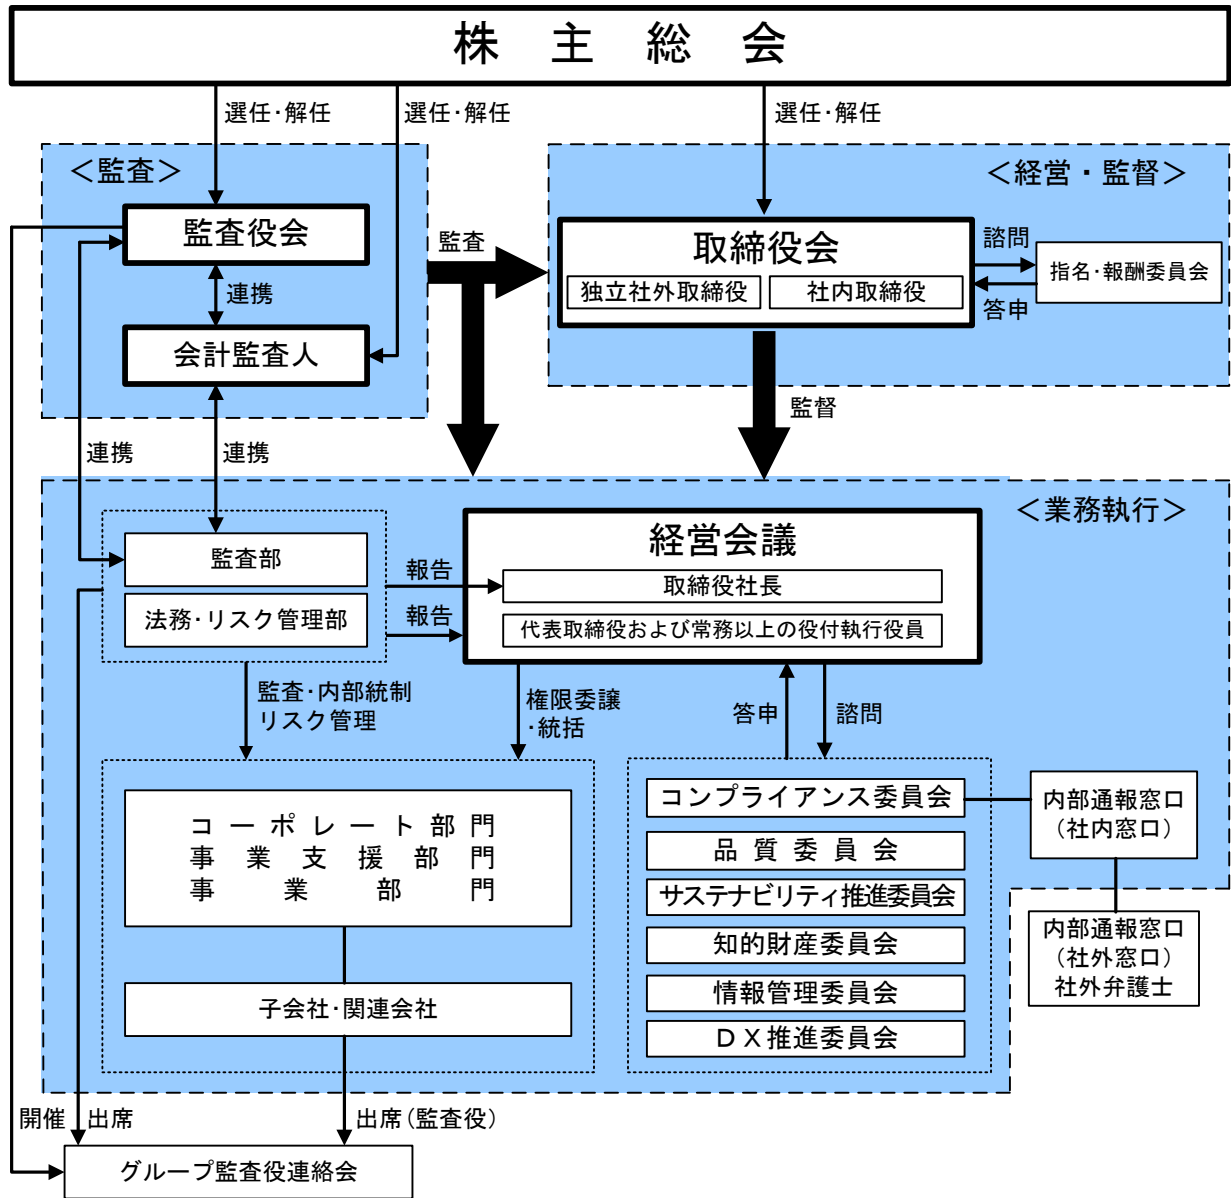 株主総会
選任・解任
選任・解任
選任・解任
＜監査＞
＜経営・監督＞
監査役会
連携
会計監査人
監査
取締役会
独立社外取締役
社内取締役
諮問
答申
指名・報酬委員会
監督
連携
連携
＜業務執行＞
監査部
法務・リスク管理部
報告
報告
経営会議
取締役社長
代表取締役および常務以上の役付執行役員
監査・内部統制
リスク管理
権限委譲
・統括
答申
諮問
コーポレート部門
事業支援部門
事業部門
子会社・関連会社
コンプライアンス委員会
品質委員会
サステナビリティ推進委員会
知的財産委員会
情報管理委員会
ＤＸ推進委員会
内部通報窓口
（社内窓口）
内部通報窓口
（社外窓口）
社外弁護士
開催
出席
出席（監査役）
グループ監査役連絡会